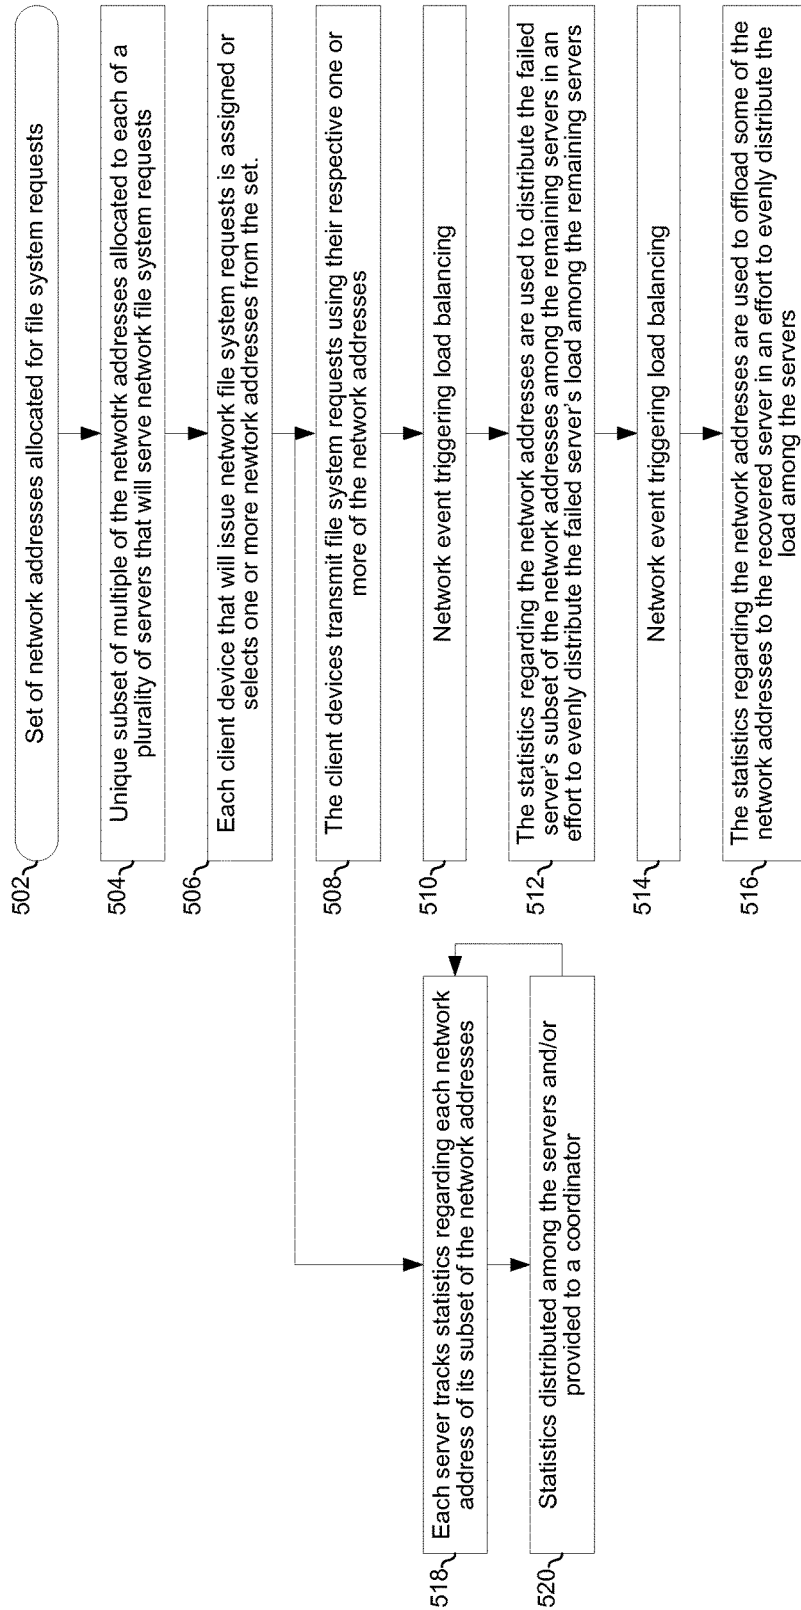 502
Set of network addresses allocated for file system requests
504
Unique subset of multiple of the netwotrk addresses allocated to each of a
plurality of servers that will serve network file system requests
506
Each client device that will issue network file system requests is assigned or
selects one or more newtork addresses from the set.
508
The client devices transmit file system requests using their respective one or
more of the network addresses
510
Network event triggering load balancing
512
The statistics regarding the network addresses are used to distribute the failed
server's subset of the network addresses among the remaining servers in an
effort to evenly distribute the failed server's load among the remaining servers
514
Network event triggering load balancing
516
The statistics regarding the network addresses are used to offload some of the
network addresses to the recovered server in an effort to evenly distribute the
load among the servers
518
Each server tracks statistics regarding each network
address of its subset of the network addresses
520
Statistics distributed among the servers and/or
provided to a coordinator